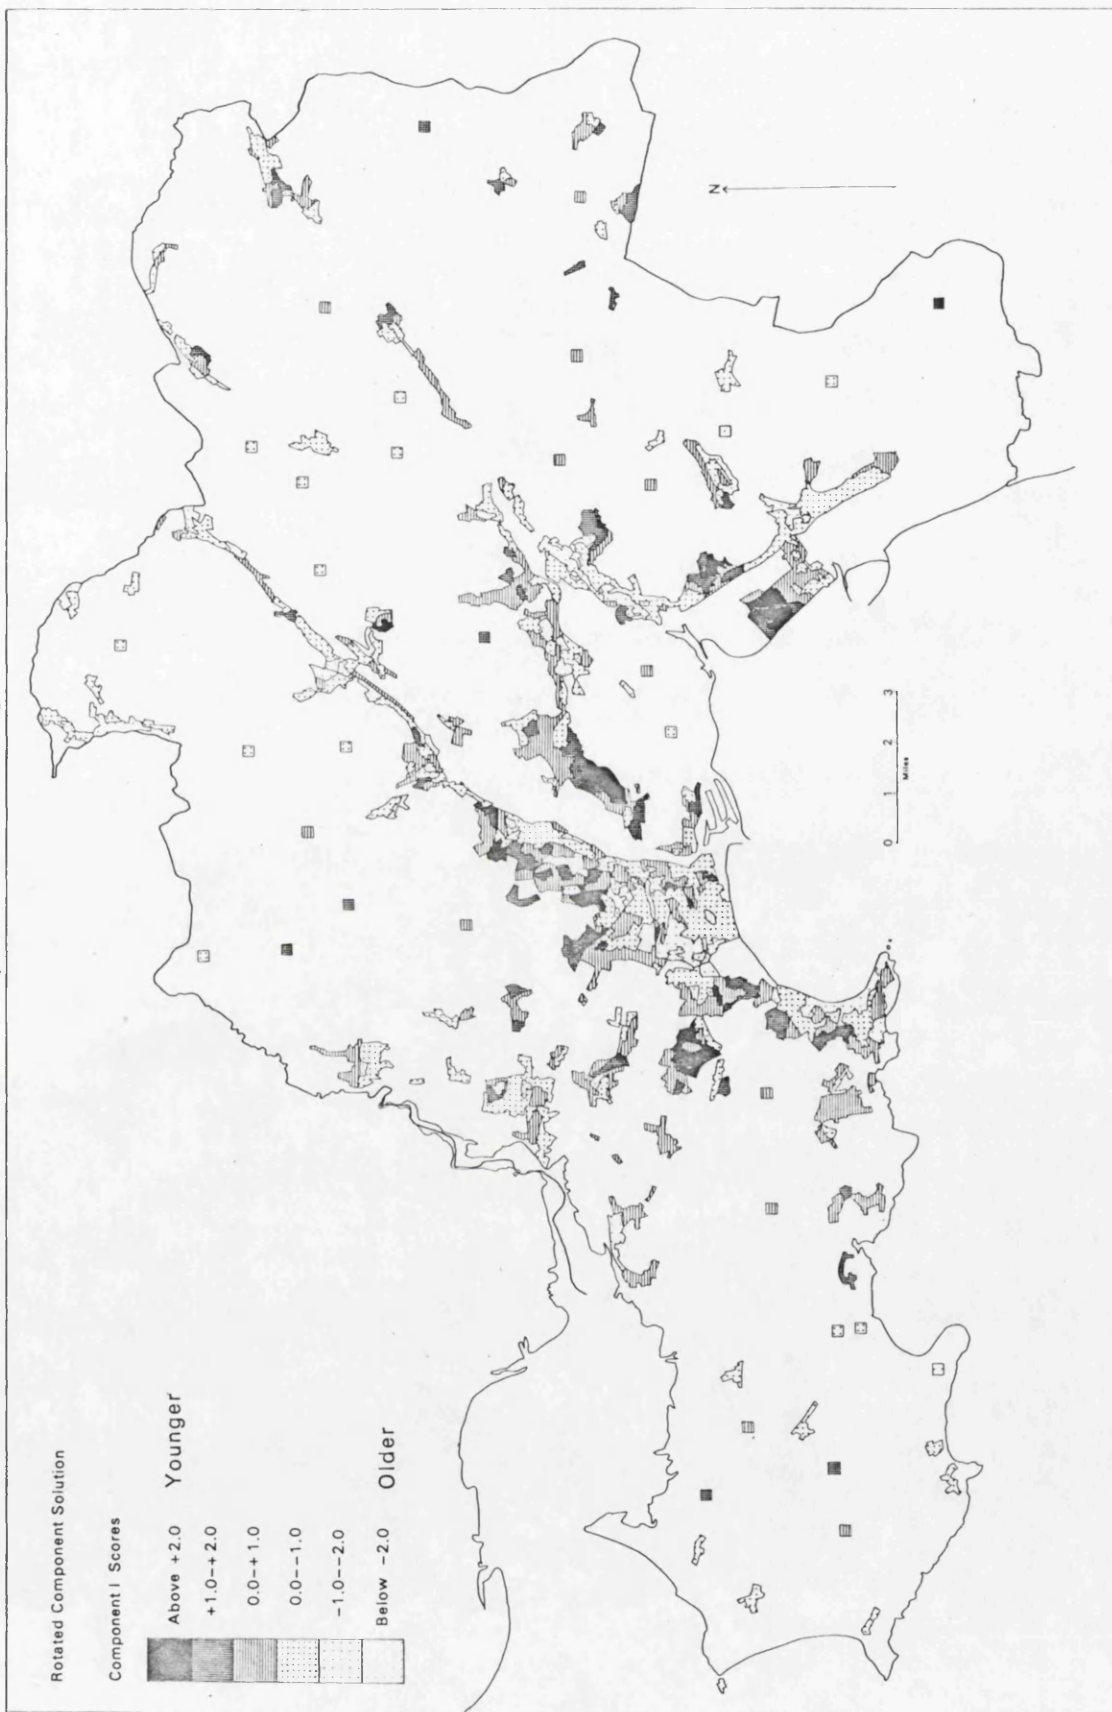 Rotated Component Solution
Component I Scores
Above +2.0 Younger
+1.0–+2.0
0.0–+1.0
0.0–-1.0
-1.0–-2.0
Below -2.0 Older
N
0 1 2 3
Miles